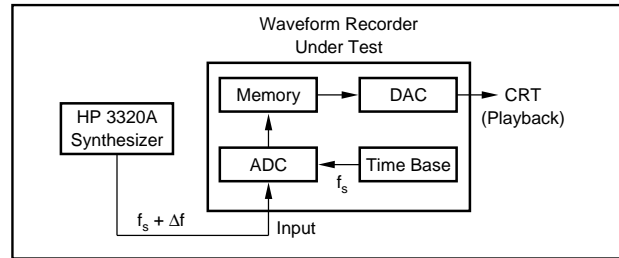 Waveform Recorder
Under Test
Memory
DAC
CRT
(Playback)
HP 3320A
Synthesizer
ADC
Time Base
fs
fs + Δf
Input